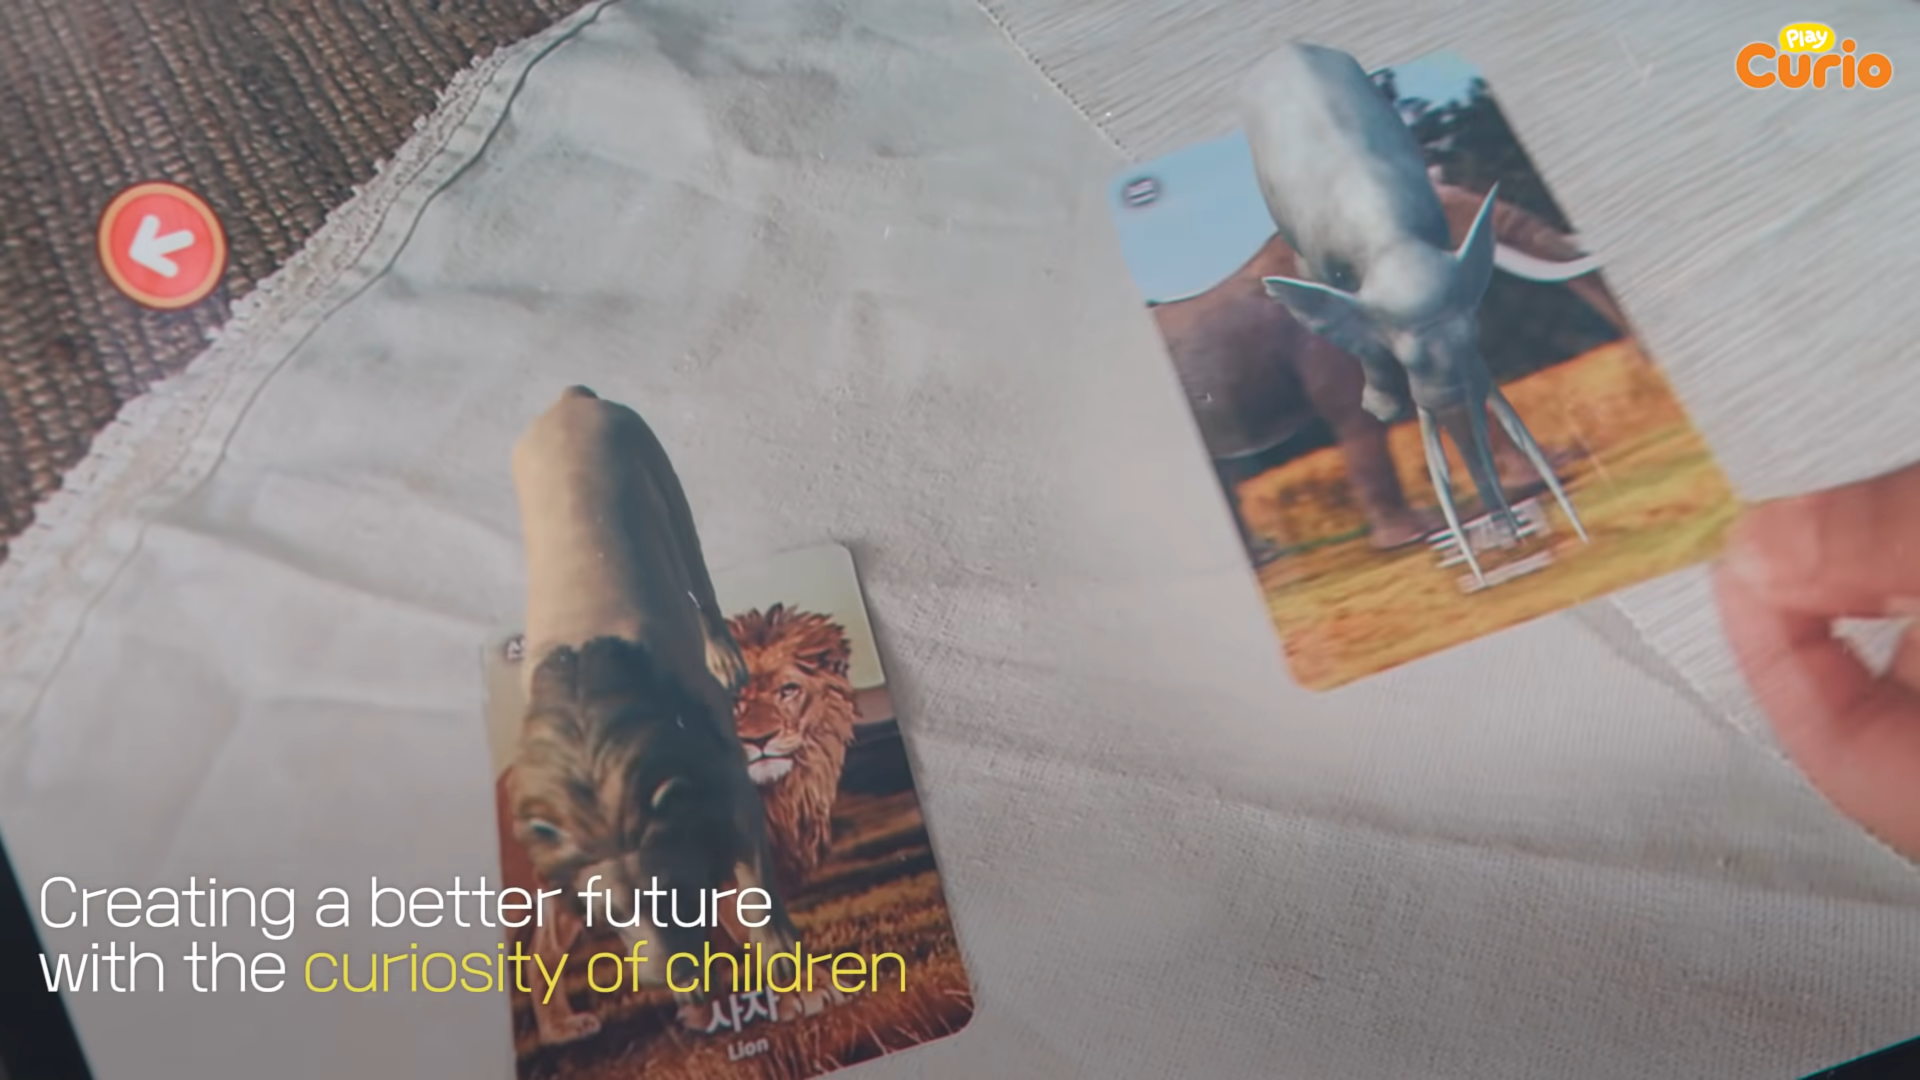 Play
Curio
Creating a better future
with the curiosity of children
사자
Lion